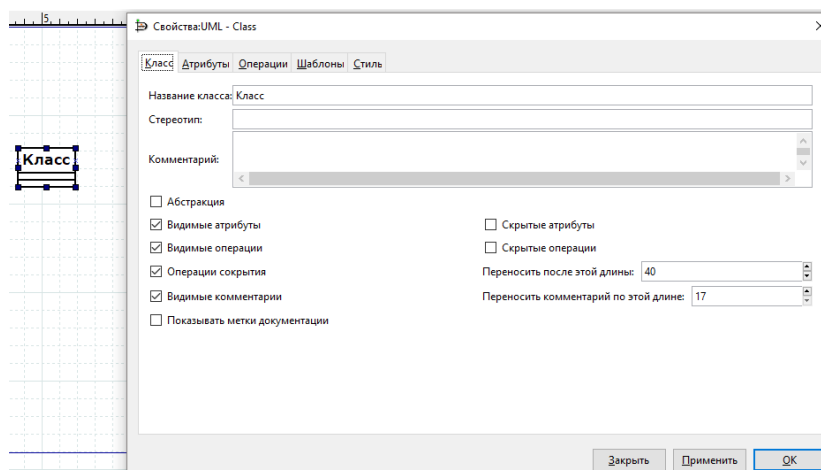 5
Свойства:UML - Class
Класс Атрибуты Операции Шаблоны Стиль
Название класса: Класс
Стереотип:
Класс
Комментарий:
Абстракция
Видимые атрибуты Скрытые атрибуты
Видимые операции Скрытые операции
Операции сокрытия Переносить после этой длины: 40
Видимые комментарии Переносить комментарий по этой длине: 17
Показывать метки документации
Закрыть Применить OK